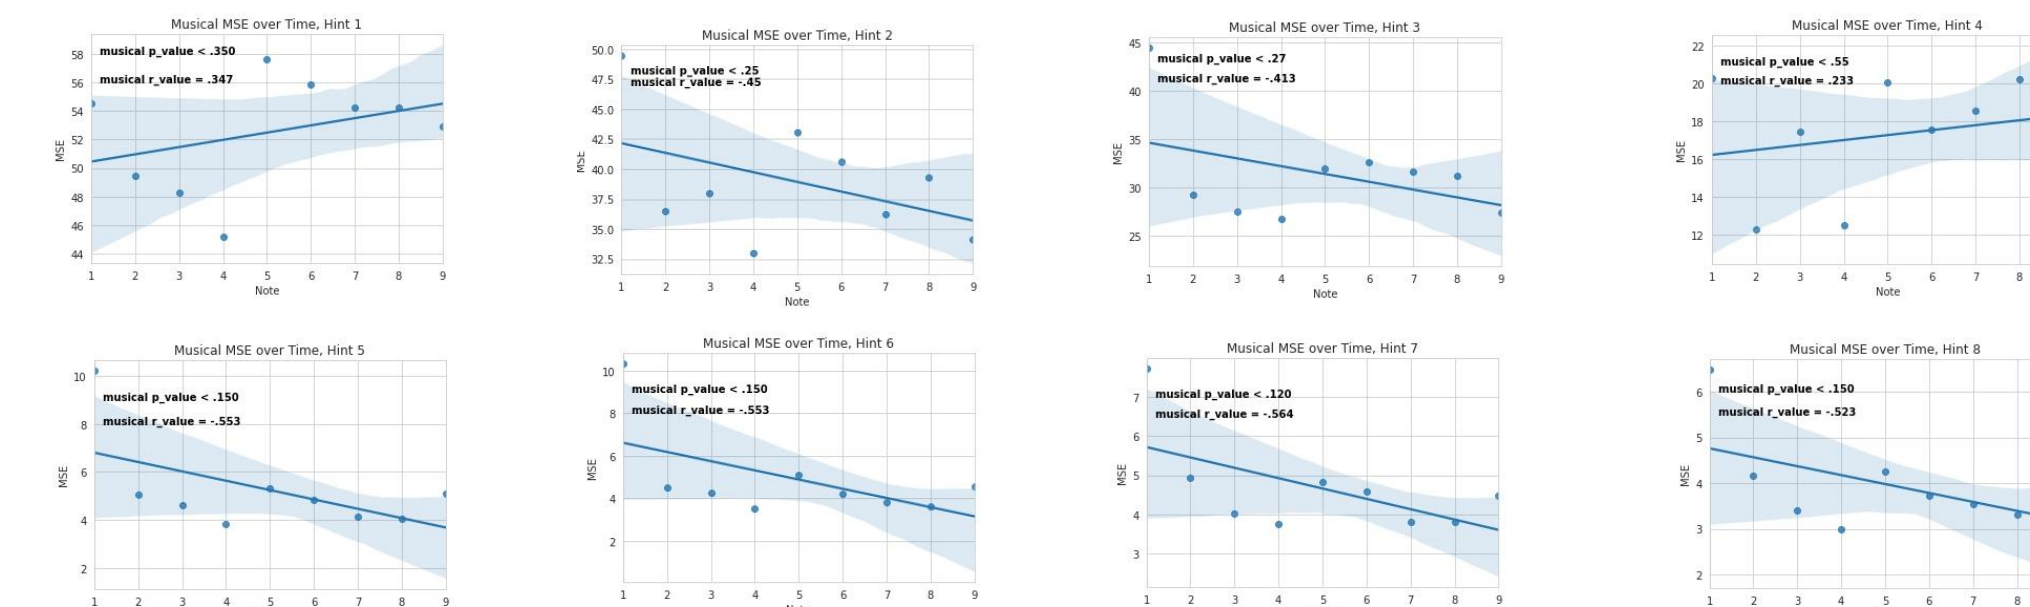 Musical MSE over Time, Hint 1
musical p_value < .350
musical r_value = .347
58
56
54
52
50
48
46
44
MSE
1 2 3 4 5 6 7 8 9
Note
Musical MSE over Time, Hint 2
musical p_value < .25
musical r_value = -.45
50.0
47.5
45.0
42.5
40.0
37.5
35.0
32.5
MSE
1 2 3 4 5 6 7 8 9
Note
Musical MSE over Time, Hint 3
musical p_value < .27
musical r_value = -.413
45
40
35
30
25
MSE
1 2 3 4 5 6 7 8 9
Note
Musical MSE over Time, Hint 4
musical p_value < .55
musical r_value = .233
22
20
18
16
14
12
MSE
1 2 3 4 5 6 7 8
Note
Musical MSE over Time, Hint 5
musical p_value < .150
musical r_value = -.553
10
8
6
4
2
MSE
1 2 3 4 5 6 7 8 9
Musical MSE over Time, Hint 6
musical p_value < .150
musical r_value = -.553
10
8
6
4
2
MSE
1 2 3 4 5 6 7 8 9
Musical MSE over Time, Hint 7
musical p_value < .120
musical r_value = -.564
7
6
5
4
3
MSE
1 2 3 4 5 6 7 8 9
Musical MSE over Time, Hint 8
musical p_value < .150
musical r_value = -.523
6
5
4
3
2
MSE
1 2 3 4 5 6 7 8